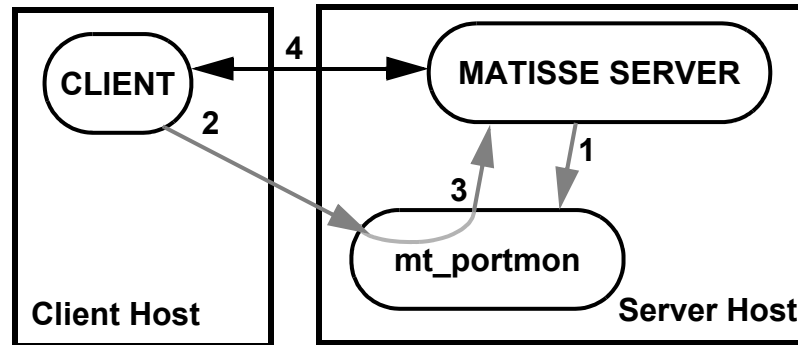 4
CLIENT
MATISSE SERVER
2
1
3
mt_portmon
Client Host
Server Host